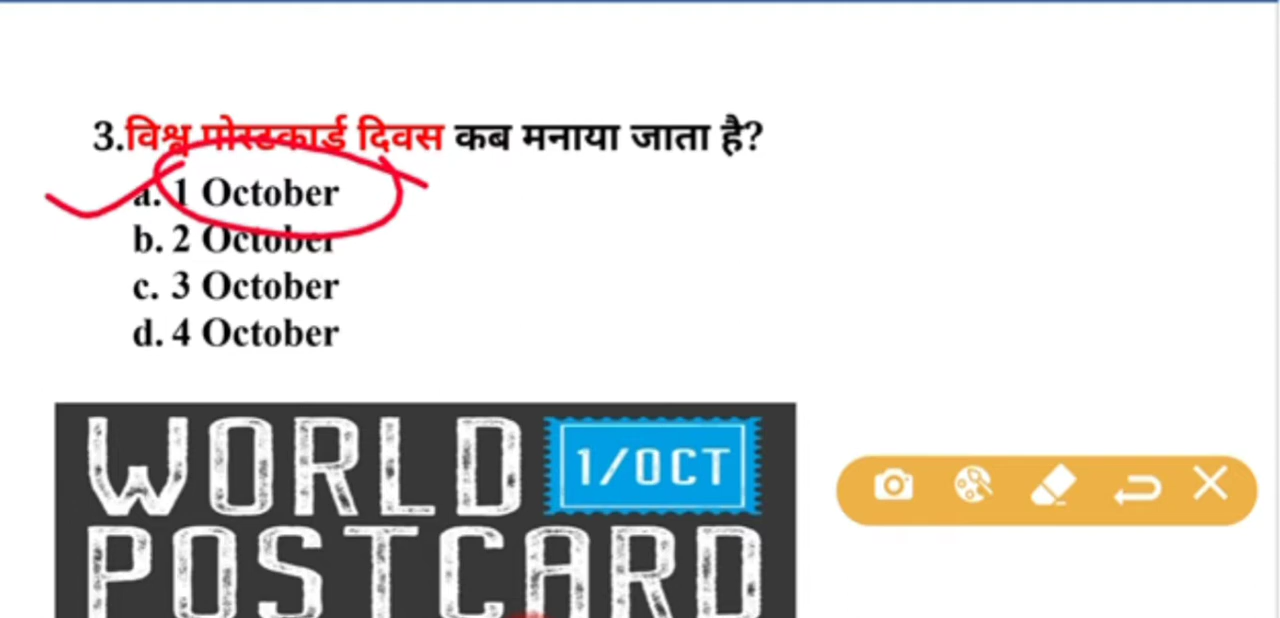 3.विश्व पोस्टकार्ड दिवस कब मनाया जाता है?
a. 1 October
b. 2 October
c. 3 October
d. 4 October
WORLD 1/OCT
POSTCARD